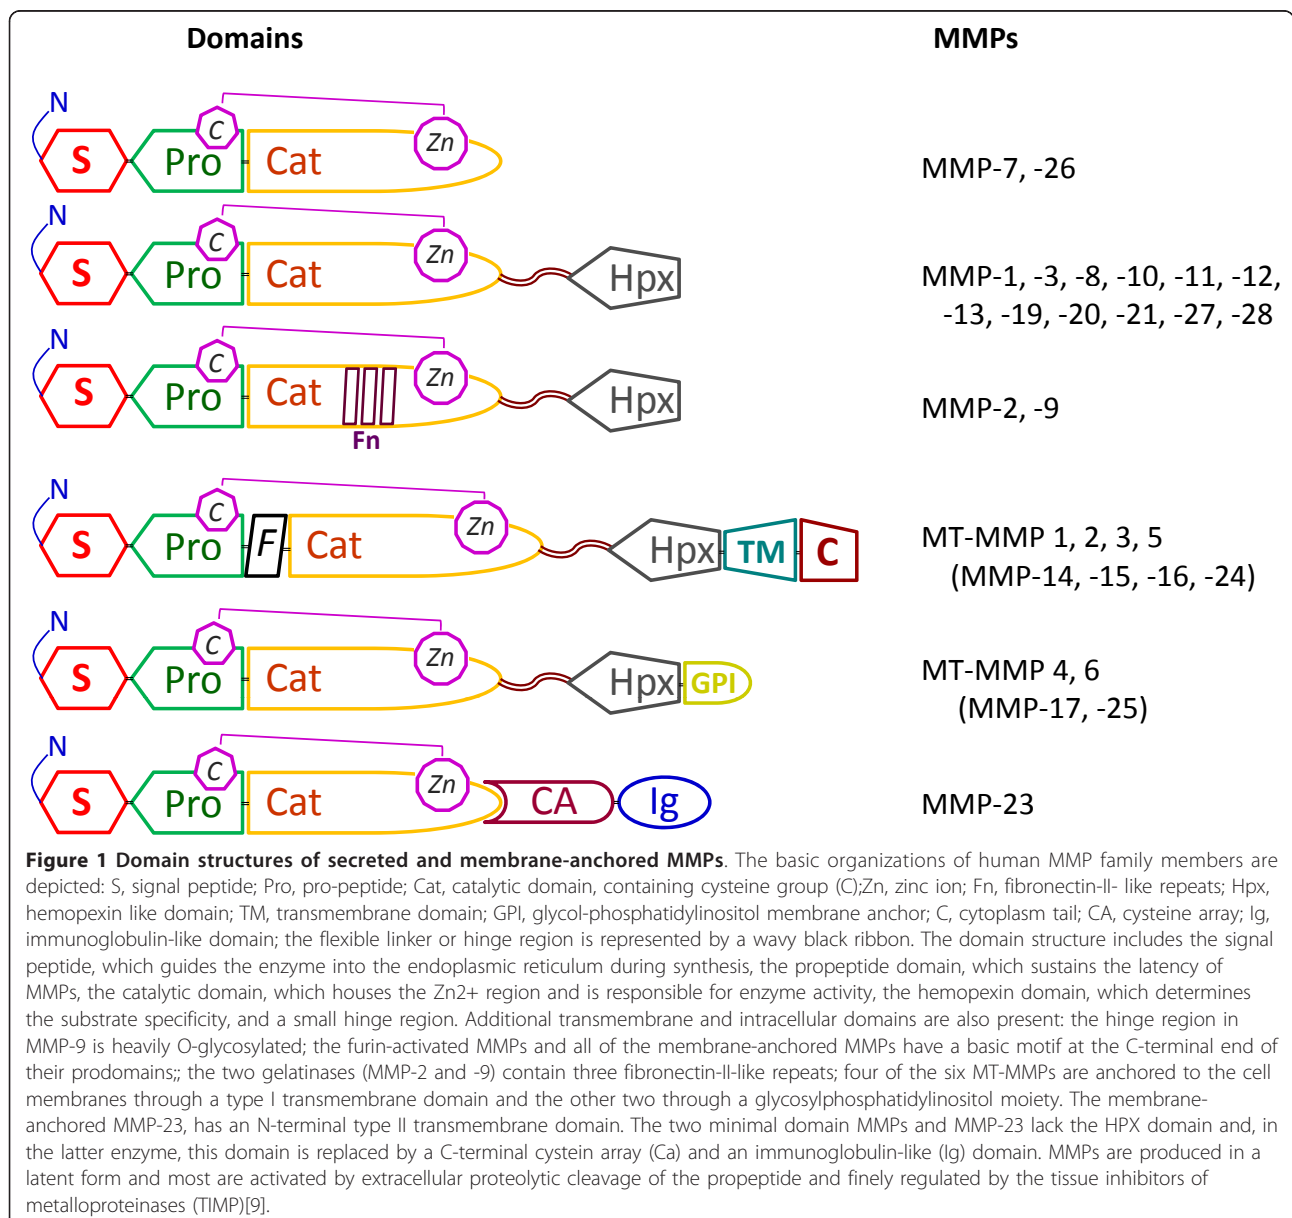 Domains MMPs
N
C Zn
S Pro Cat
MMP-7, -26
N
C Zn
S Pro Cat Hpx
MMP-1, -3, -8, -10, -11, -12,
-13, -19, -20, -21, -27, -28
N
C Zn
S Pro Cat Hpx
Fn
MMP-2, -9
N
C Zn
S Pro F Cat Hpx TM C
MT-MMP 1, 2, 3, 5
(MMP-14, -15, -16, -24)
N
C Zn
S Pro Cat Hpx GPI
MT-MMP 4, 6
(MMP-17, -25)
N
C Zn
S Pro Cat CA Ig
MMP-23
Figure 1 Domain structures of secreted and membrane-anchored MMPs. The basic organizations of human MMP family members are
depicted: S, signal peptide; Pro, pro-peptide; Cat, catalytic domain, containing cysteine group (C);Zn, zinc ion; Fn, fibronectin-II- like repeats; Hpx,
hemopexin like domain; TM, transmembrane domain; GPI, glycol-phosphatidylinositol membrane anchor; C, cytoplasm tail; CA, cysteine array; Ig,
immunoglobulin-like domain; the flexible linker or hinge region is represented by a wavy black ribbon. The domain structure includes the signal
peptide, which guides the enzyme into the endoplasmic reticulum during synthesis, the propeptide domain, which sustains the latency of
MMPs, the catalytic domain, which houses the Zn2+ region and is responsible for enzyme activity, the hemopexin domain, which determines
the substrate specificity, and a small hinge region. Additional transmembrane and intracellular domains are also present: the hinge region in
MMP-9 is heavily O-glycosylated; the furin-activated MMPs and all of the membrane-anchored MMPs have a basic motif at the C-terminal end of
their prodomains;; the two gelatinases (MMP-2 and -9) contain three fibronectin-II-like repeats; four of the six MT-MMPs are anchored to the cell
membranes through a type I transmembrane domain and the other two through a glycosylphosphatidylinositol moiety. The membrane-
anchored MMP-23, has an N-terminal type II transmembrane domain. The two minimal domain MMPs and MMP-23 lack the HPX domain and, in
the latter enzyme, this domain is replaced by a C-terminal cystein array (Ca) and an immunoglobulin-like (Ig) domain. MMPs are produced in a
latent form and most are activated by extracellular proteolytic cleavage of the propeptide and finely regulated by the tissue inhibitors of
metalloproteinases (TIMP)[9].